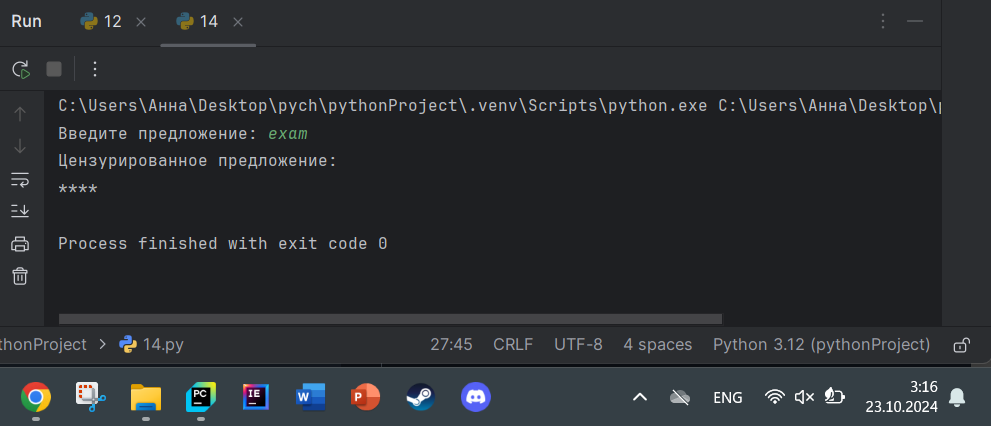 Run 12 14
C:\Users\Анна\Desktop\pych\pythonProject\.venv\Scripts\python.exe C:\Users\Анна\Desktop\
Введите предложение: exam
Цензурированное предложение:
****
Process finished with exit code 0
thonProject > 14.py 27:45 CRLF UTF-8 4 spaces Python 3.12 (pythonProject)
PC IE W P ENG 3:16
23.10.2024